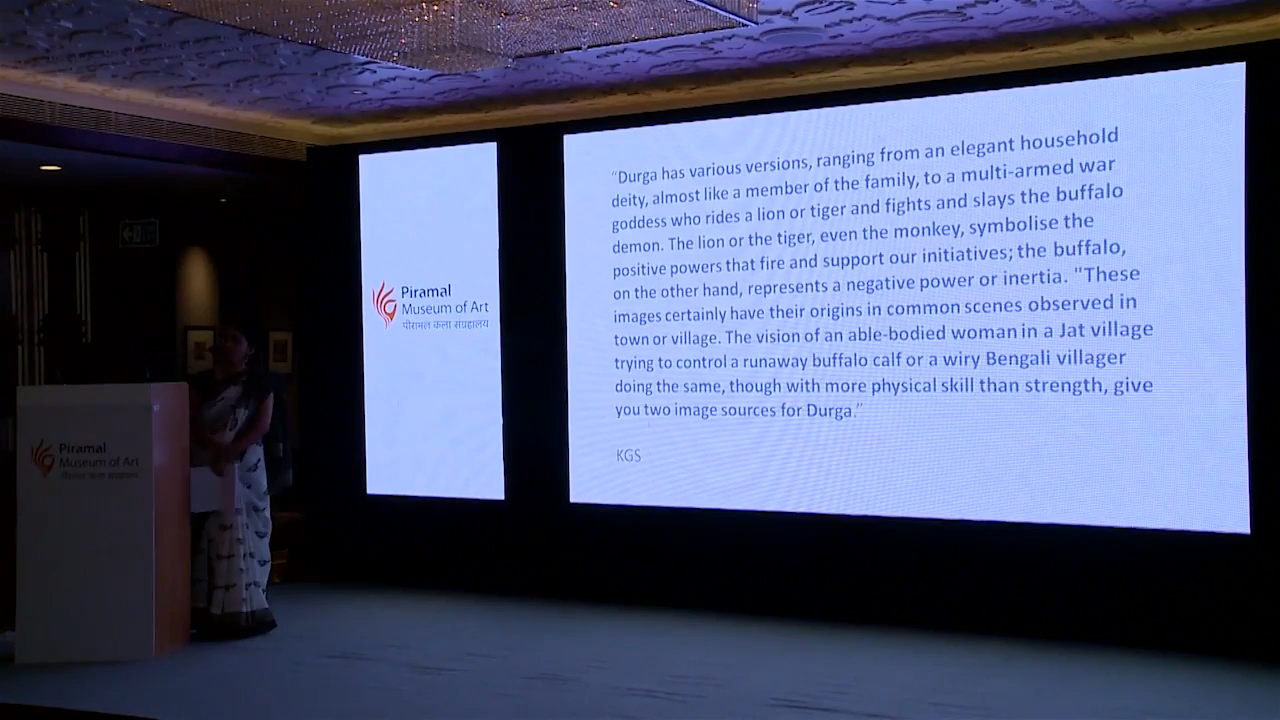 Piramal
Museum of Art
पीरामल कला संग्रहालय
"Durga has various versions, ranging from an elegant household
deity, almost like a member of the family, to a multi-armed war
goddess who rides a lion or tiger and fights and slays the buffalo
demon. The lion or the tiger, even the monkey, symbolise the
positive powers that fire and support our initiatives; the buffalo,
on the other hand, represents a negative power or inertia. "These
images certainly have their origins in common scenes observed in
town or village. The vision of an able-bodied woman in a Jat village
trying to control a runaway buffalo calf or a wiry Bengali villager
doing the same, though with more physical skill than strength, give
you two image sources for Durga."
KGS
Piramal
Museum of Art